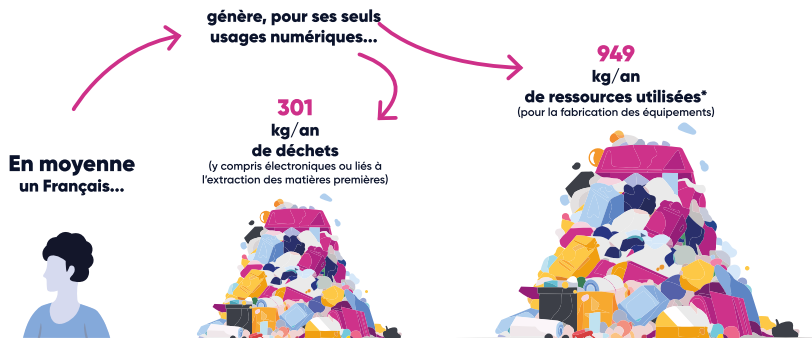 En moyenne
un Français...
génère, pour ses seuls
usages numériques...
301
kg/an
de déchets
(y compris électroniques ou liés à
l’extraction des matières premières)
949
kg/an
de ressources utilisées*
(pour la fabrication des équipements)